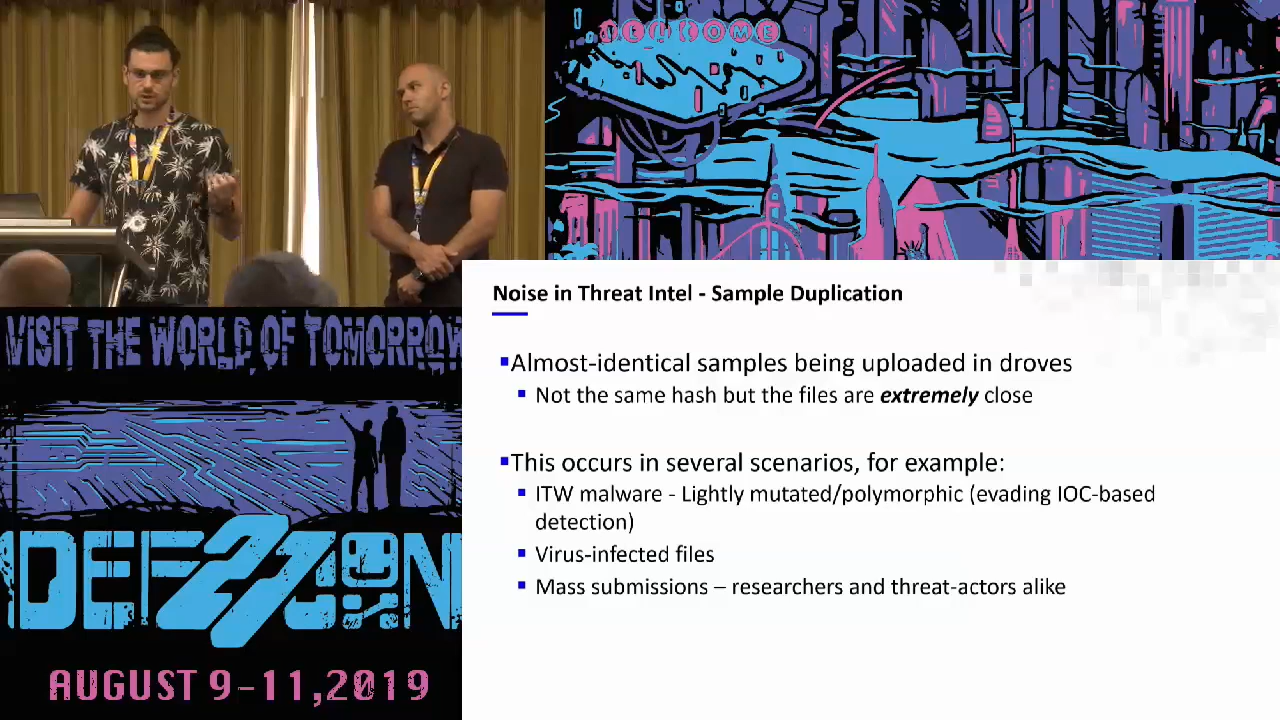 WELCOME
Noise in Threat Intel - Sample Duplication
Almost-identical samples being uploaded in droves
Not the same hash but the files are extremely close
This occurs in several scenarios, for example:
ITW malware - Lightly mutated/polymorphic (evading IOC-based
detection)
Virus-infected files
Mass submissions – researchers and threat-actors alike
VISIT THE WORLD OF TOMORROW
DEF27CON
AUGUST 9-11,2019